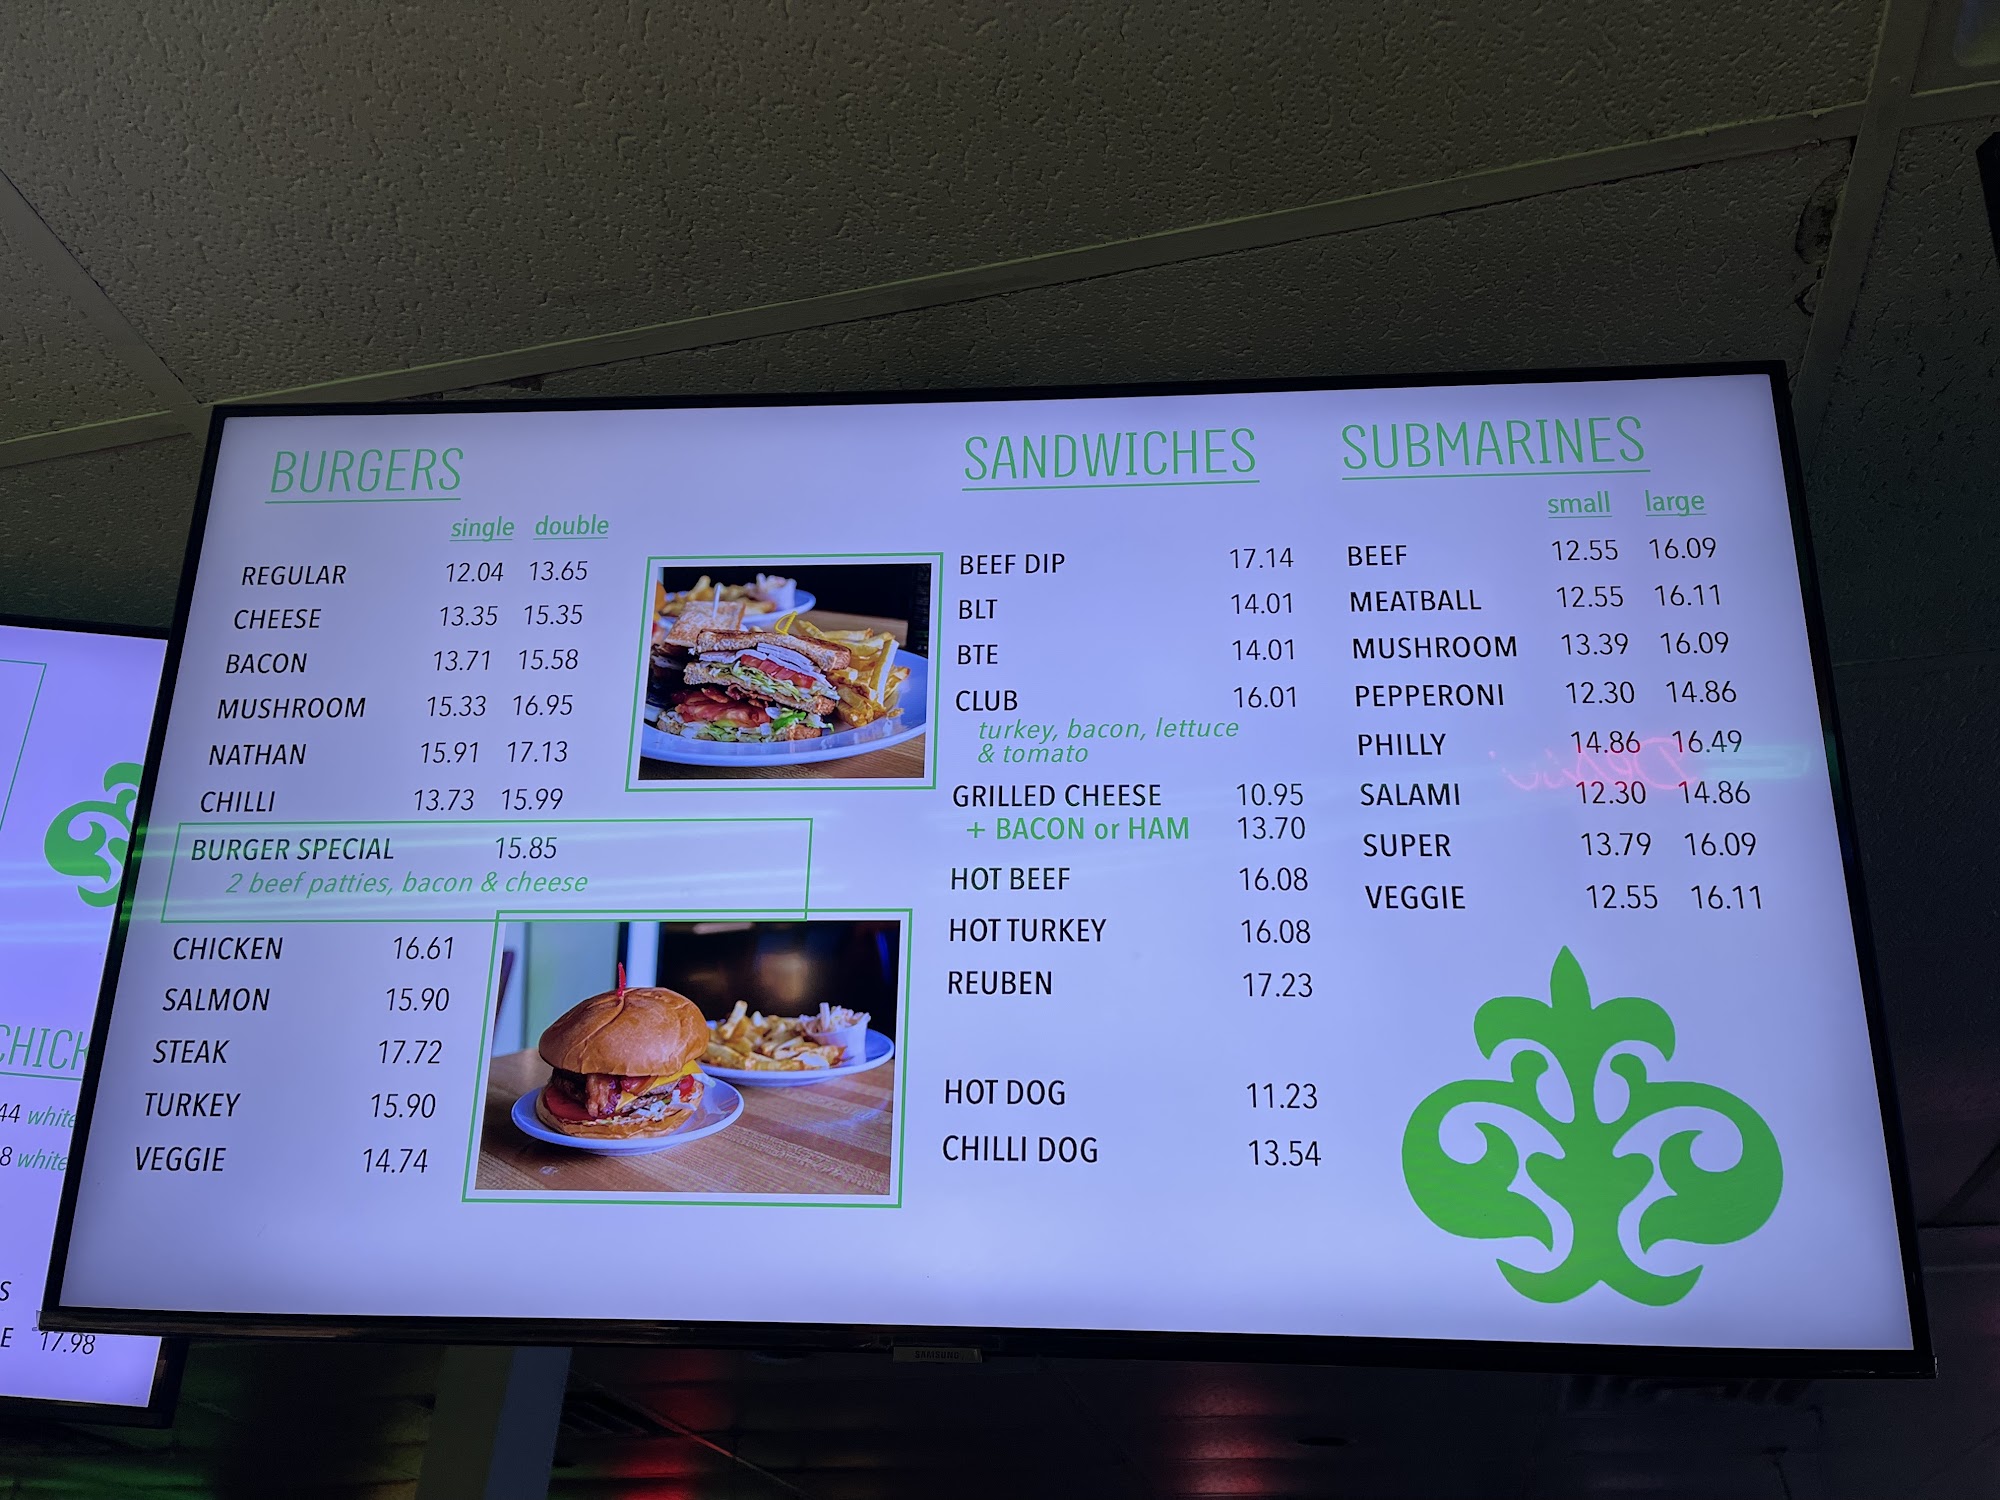 BURGERS
single double
REGULAR 12.04 13.65
CHEESE 13.35 15.35
BACON 13.71 15.58
MUSHROOM 15.33 16.95
NATHAN 15.91 17.13
CHILLI 13.73 15.99
BURGER SPECIAL 15.85
2 beef patties, bacon & cheese
CHICKEN 16.61
SALMON 15.90
STEAK 17.72
TURKEY 15.90
VEGGIE 14.74
SANDWICHES
BEEF DIP 17.14
BLT 14.01
BTE 14.01
CLUB 16.01
turkey, bacon, lettuce
& tomato
GRILLED CHEESE 10.95
+ BACON or HAM 13.70
HOT BEEF 16.08
HOT TURKEY 16.08
REUBEN 17.23
HOT DOG 11.23
CHILLI DOG 13.54
SUBMARINES
small large
BEEF 12.55 16.09
MEATBALL 12.55 16.11
MUSHROOM 13.39 16.09
PEPPERONI 12.30 14.86
PHILLY 14.86 16.49
SALAMI 12.30 14.86
SUPER 13.79 16.09
VEGGIE 12.55 16.11
SAMSUNG
CHICK
44 white
8 white
S
E 17.98